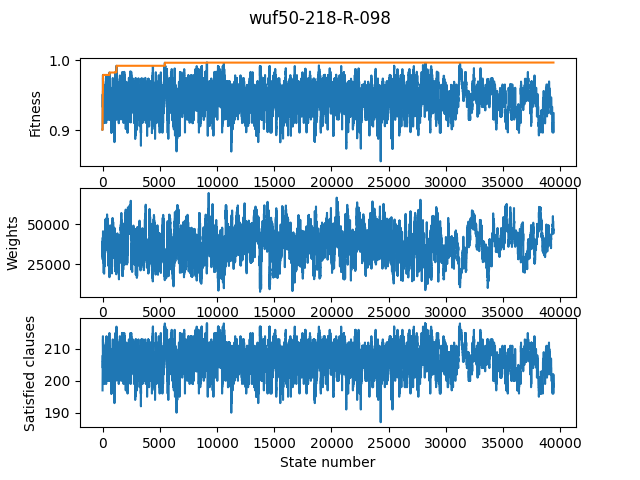 wuf50-218-R-098
1.0
0.9
Fitness
0 5000 10000 15000 20000 25000 30000 35000 40000
50000
25000
Weights
0 5000 10000 15000 20000 25000 30000 35000 40000
210
200
190
Satisfied clauses
0 5000 10000 15000 20000 25000 30000 35000 40000
State number